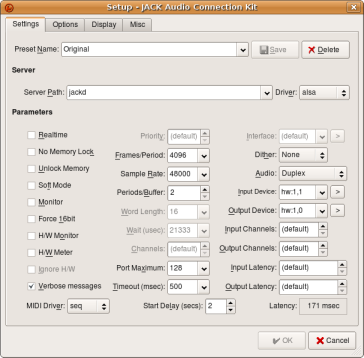 Setup - JACK Audio Connection Kit
Settings Options Display Misc
Preset Name: Original Save Delete
Server
Server Path: jackd Driver: alsa
Parameters
Realtime Priority: (default) Interface: (default) >
No Memory Lock Frames/Period: 4096 Dither: None
Unlock Memory Sample Rate: 48000 Audio: Duplex
Soft Mode Periods/Buffer: 2 Input Device: hw:1,1 >
Monitor Word Length: 16 Output Device: hw:1,0 >
Force 16bit Wait (usec): 21333 Input Channels: (default)
H/W Monitor Channels: (default) Output Channels: (default)
H/W Meter Port Maximum: 128 Input Latency: (default)
Ignore H/W Timeout (msec): 500 Output Latency: (default)
Verbose messages
MIDI Driver: seq Start Delay (secs): 2 Latency: 171 msec
OK Cancel